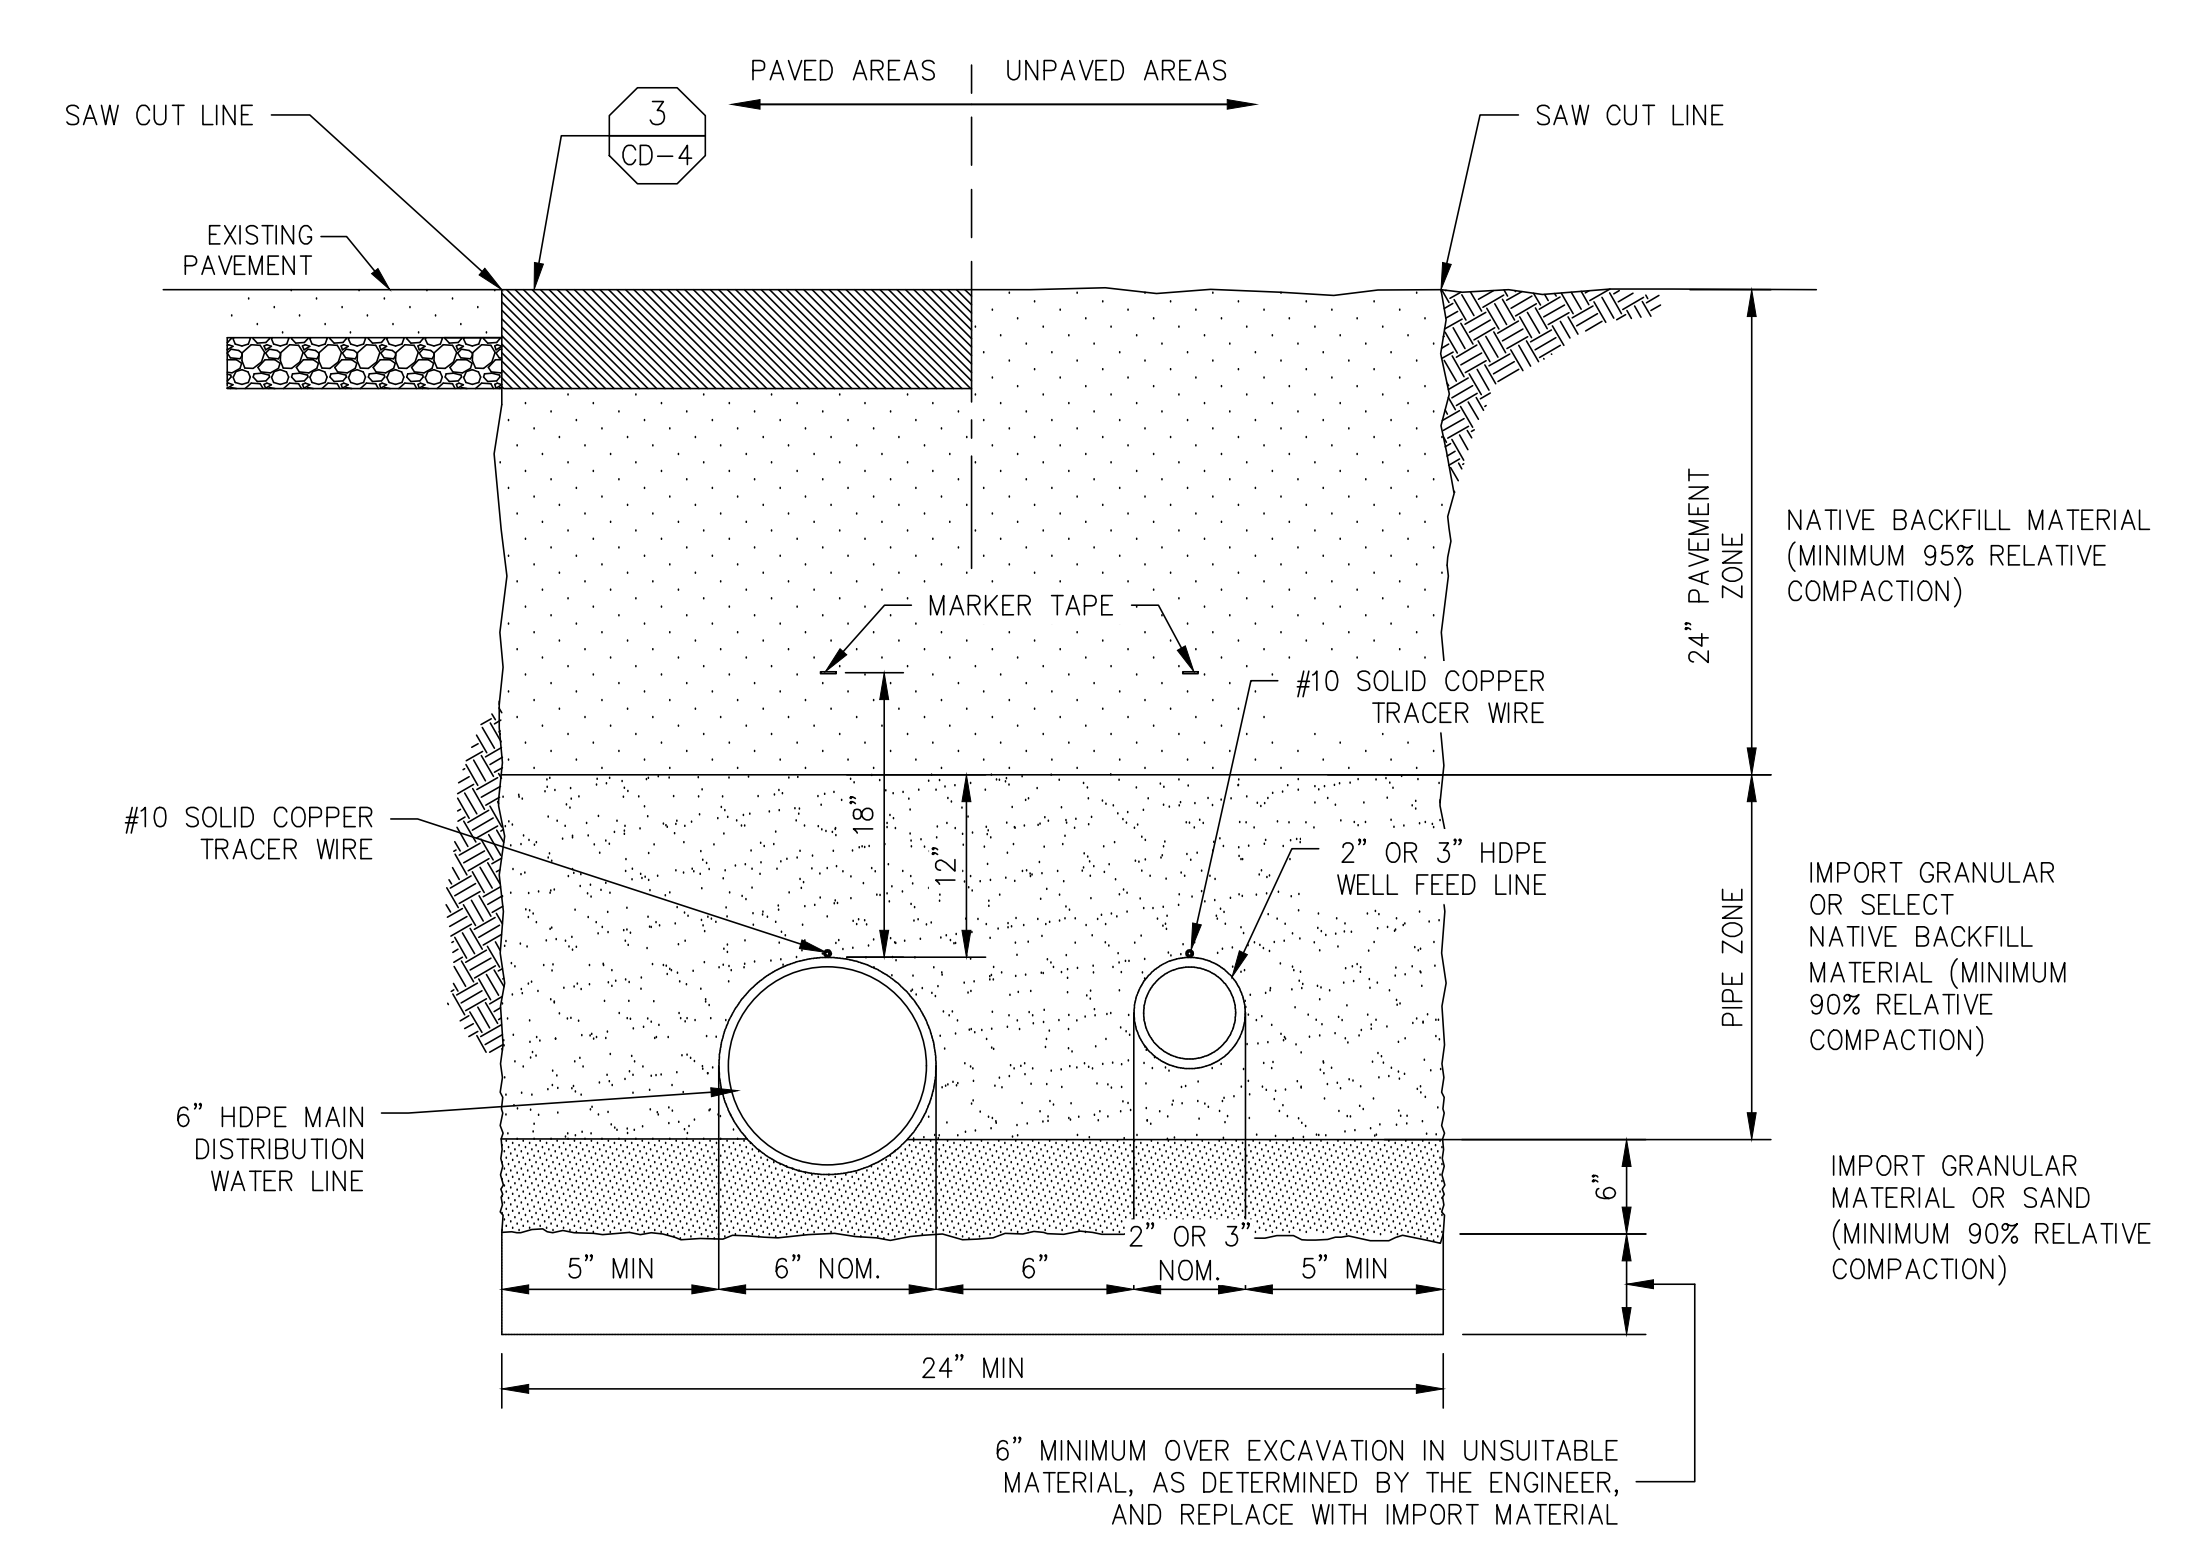 PAVED AREAS
UNPAVED AREAS
SAW CUT LINE
3
CD-4
SAW CUT LINE
EXISTING
PAVEMENT
24” PAVEMENT
ZONE
NATIVE BACKFILL MATERIAL
(MINIMUM 95% RELATIVE
COMPACTION)
MARKER TAPE
#10 SOLID COPPER
TRACER WIRE
#10 SOLID COPPER
TRACER WIRE
18”
12”
2” OR 3” HDPE
WELL FEED LINE
PIPE ZONE
IMPORT GRANULAR
OR SELECT
NATIVE BACKFILL
MATERIAL (MINIMUM
90% RELATIVE
COMPACTION)
6” HDPE MAIN
DISTRIBUTION
WATER LINE
6”
IMPORT GRANULAR
MATERIAL OR SAND
(MINIMUM 90% RELATIVE
COMPACTION)
5” MIN
6” NOM.
6”
2” OR 3”
NOM.
5” MIN
24” MIN
6” MINIMUM OVER EXCAVATION IN UNSUITABLE
MATERIAL, AS DETERMINED BY THE ENGINEER,
AND REPLACE WITH IMPORT MATERIAL